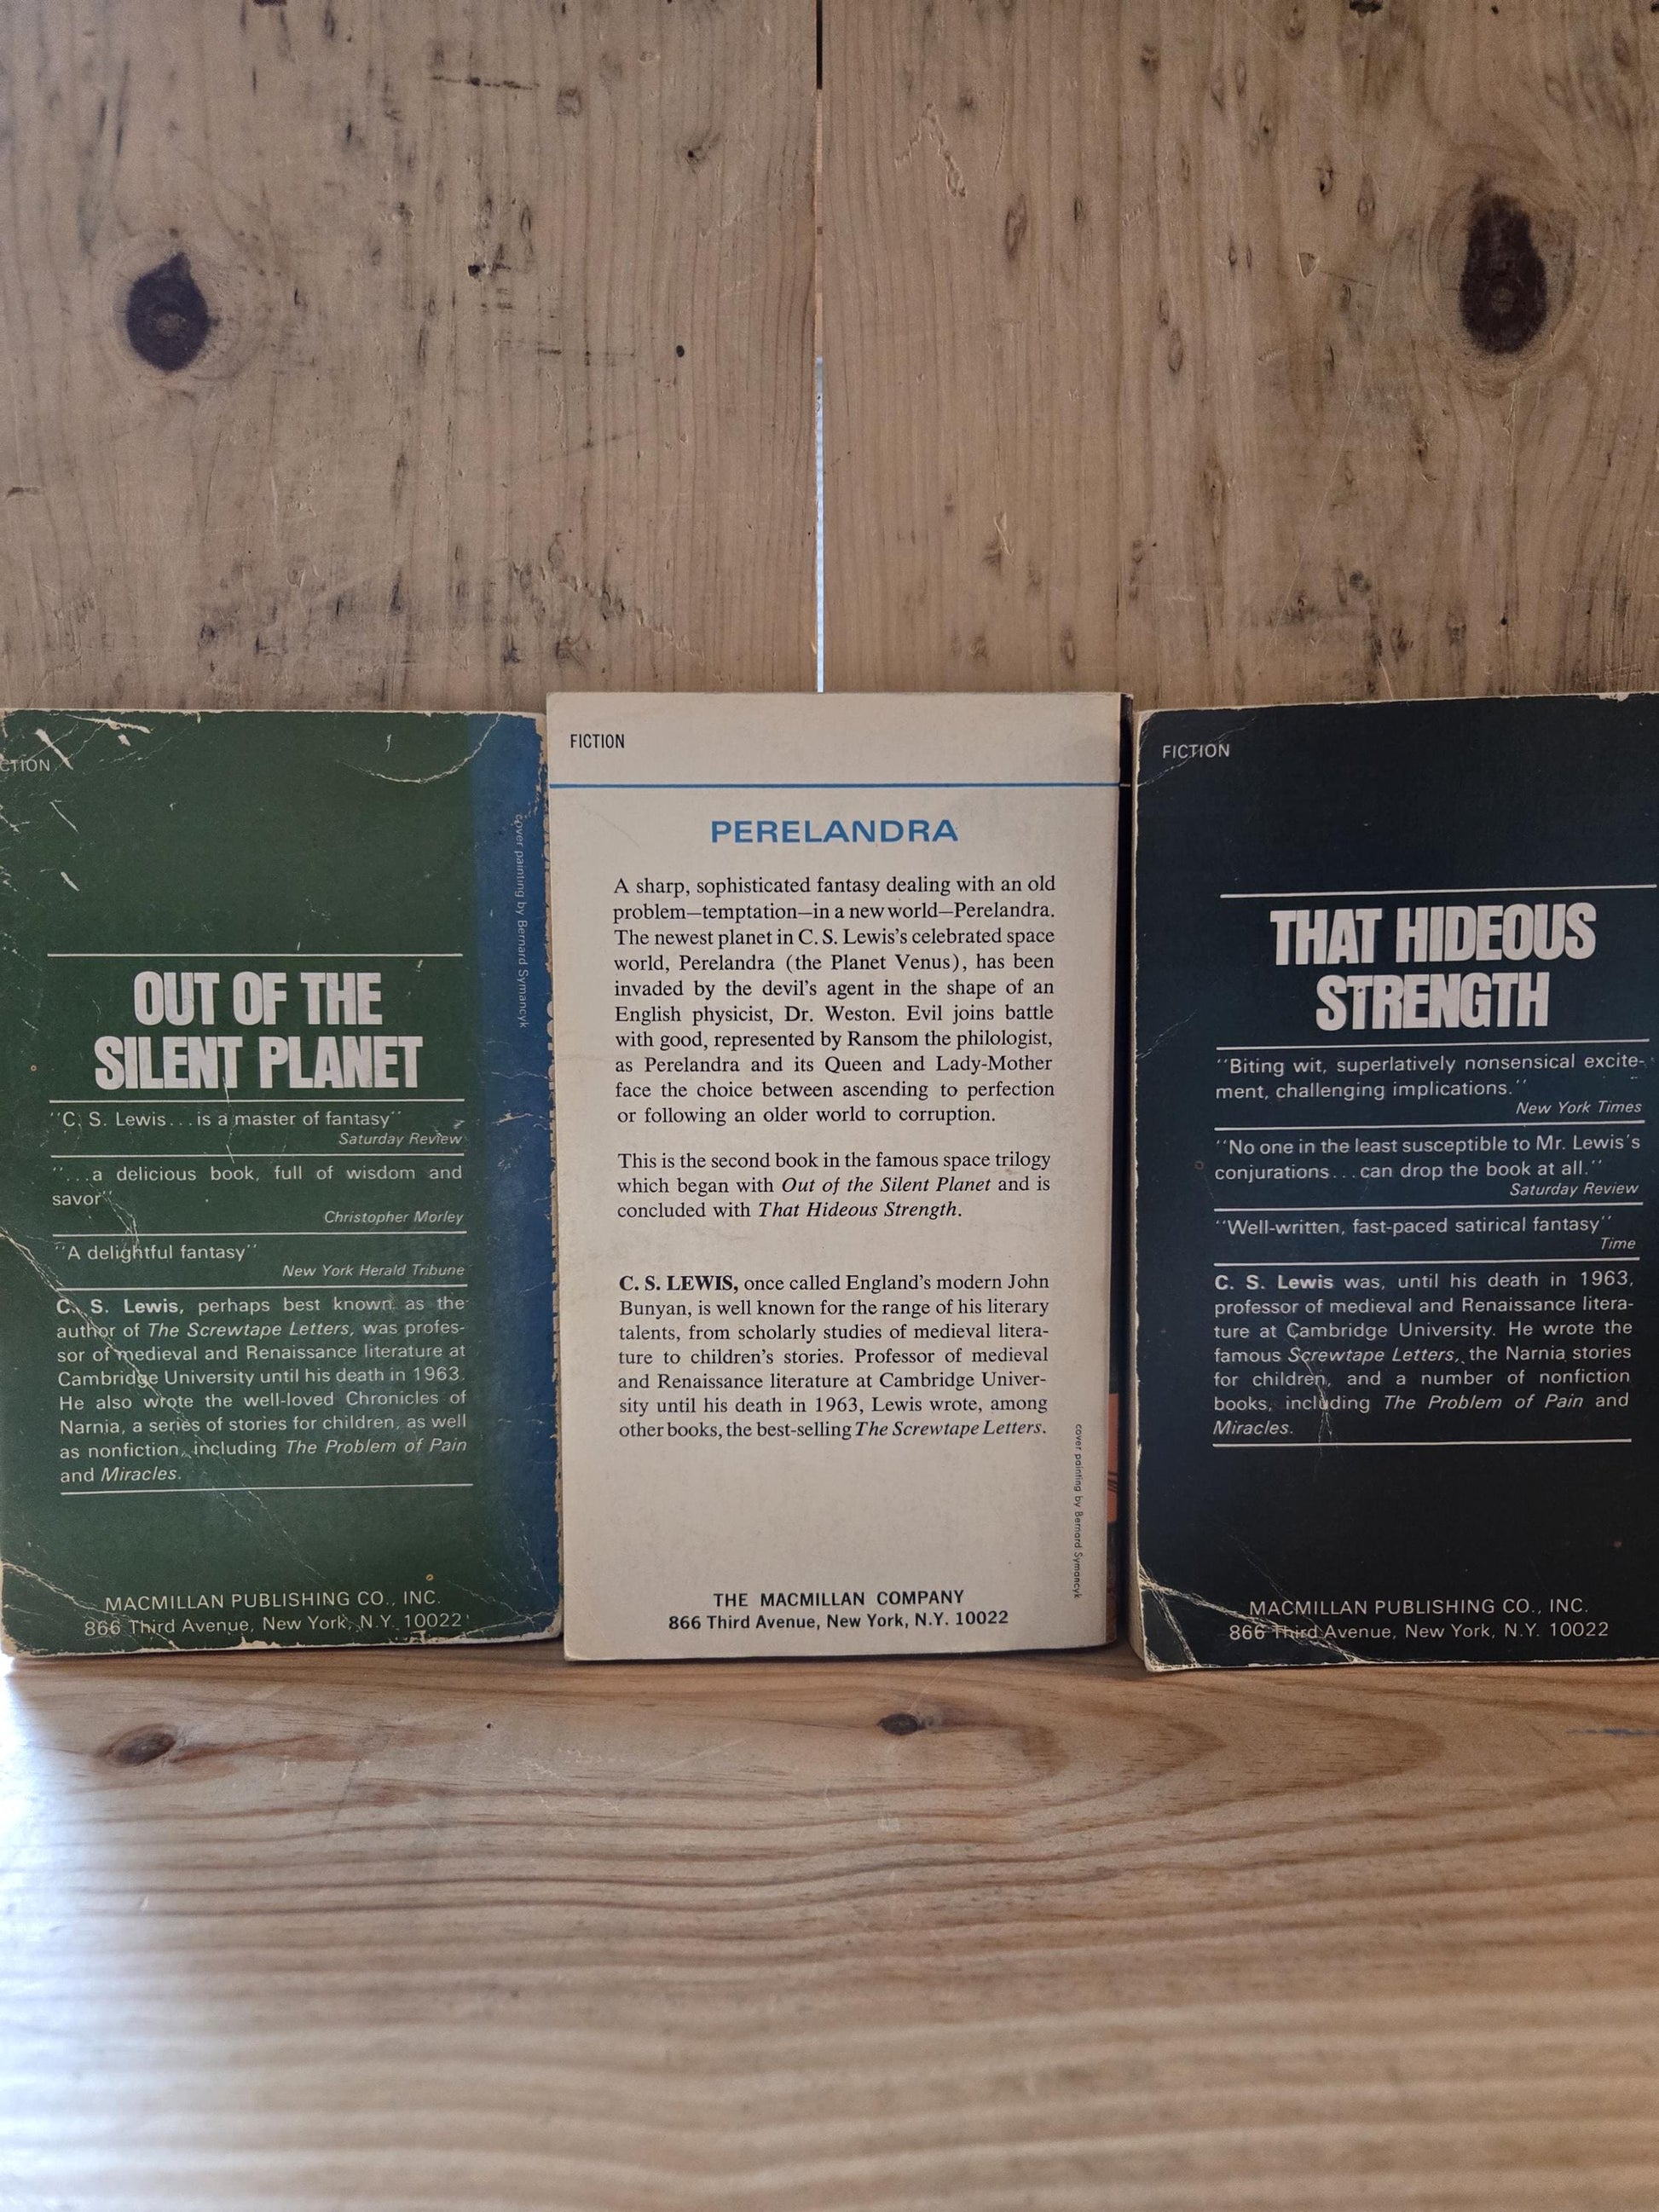 CTION
cover painting by Bernard Symancyk
OUT OF THE
SILENT PLANET
"C. S. Lewis...is a master of fantasy"
Saturday Review
"...a delicious book, full of wisdom and
savor"
Christopher Morley
"A delightful fantasy"
New York Herald Tribune
C. S. Lewis, perhaps best known as the
author of The Screwtape Letters, was profes-
sor of medieval and Renaissance literature at
Cambridge University until his death in 1963.
He also wrote the well-loved Chronicles of
Narnia, a series of stories for children, as well
as nonfiction, including The Problem of Pain
and Miracles.
MACMILLAN PUBLISHING CO., INC.
866 Third Avenue, New York, N.Y. 10022
FICTION
PERELANDRA
A sharp, sophisticated fantasy dealing with an old
problem—temptation—in a new world—Perelandra.
The newest planet in C. S. Lewis's celebrated space
world, Perelandra (the Planet Venus), has been
invaded by the devil's agent in the shape of an
English physicist, Dr. Weston. Evil joins battle
with good, represented by Ransom the philologist,
as Perelandra and its Queen and Lady-Mother
face the choice between ascending to perfection
or following an older world to corruption.
This is the second book in the famous space trilogy
which began with Out of the Silent Planet and is
concluded with That Hideous Strength.
C. S. LEWIS, once called England's modern John
Bunyan, is well known for the range of his literary
talents, from scholarly studies of medieval litera-
ture to children's stories. Professor of medieval
and Renaissance literature at Cambridge Univer-
sity until his death in 1963, Lewis wrote, among
other books, the best-selling The Screwtape Letters.
cover painting by Bernard Symancyk
THE MACMILLAN COMPANY
866 Third Avenue, New York, N.Y. 10022
FICTION
THAT HIDEOUS
STRENGTH
"Biting wit, superlatively nonsensical excite-
ment, challenging implications."
New York Times
"No one in the least susceptible to Mr. Lewis's
conjurations...can drop the book at all."
Saturday Review
"Well-written, fast-paced satirical fantasy"
Time
C. S. Lewis was, until his death in 1963,
professor of medieval and Renaissance litera-
ture at Cambridge University. He wrote the
famous Screwtape Letters, the Narnia stories
for children, and a number of nonfiction
books, including The Problem of Pain and
Miracles.
MACMILLAN PUBLISHING CO., INC.
866 Third Avenue, New York, N.Y. 10022